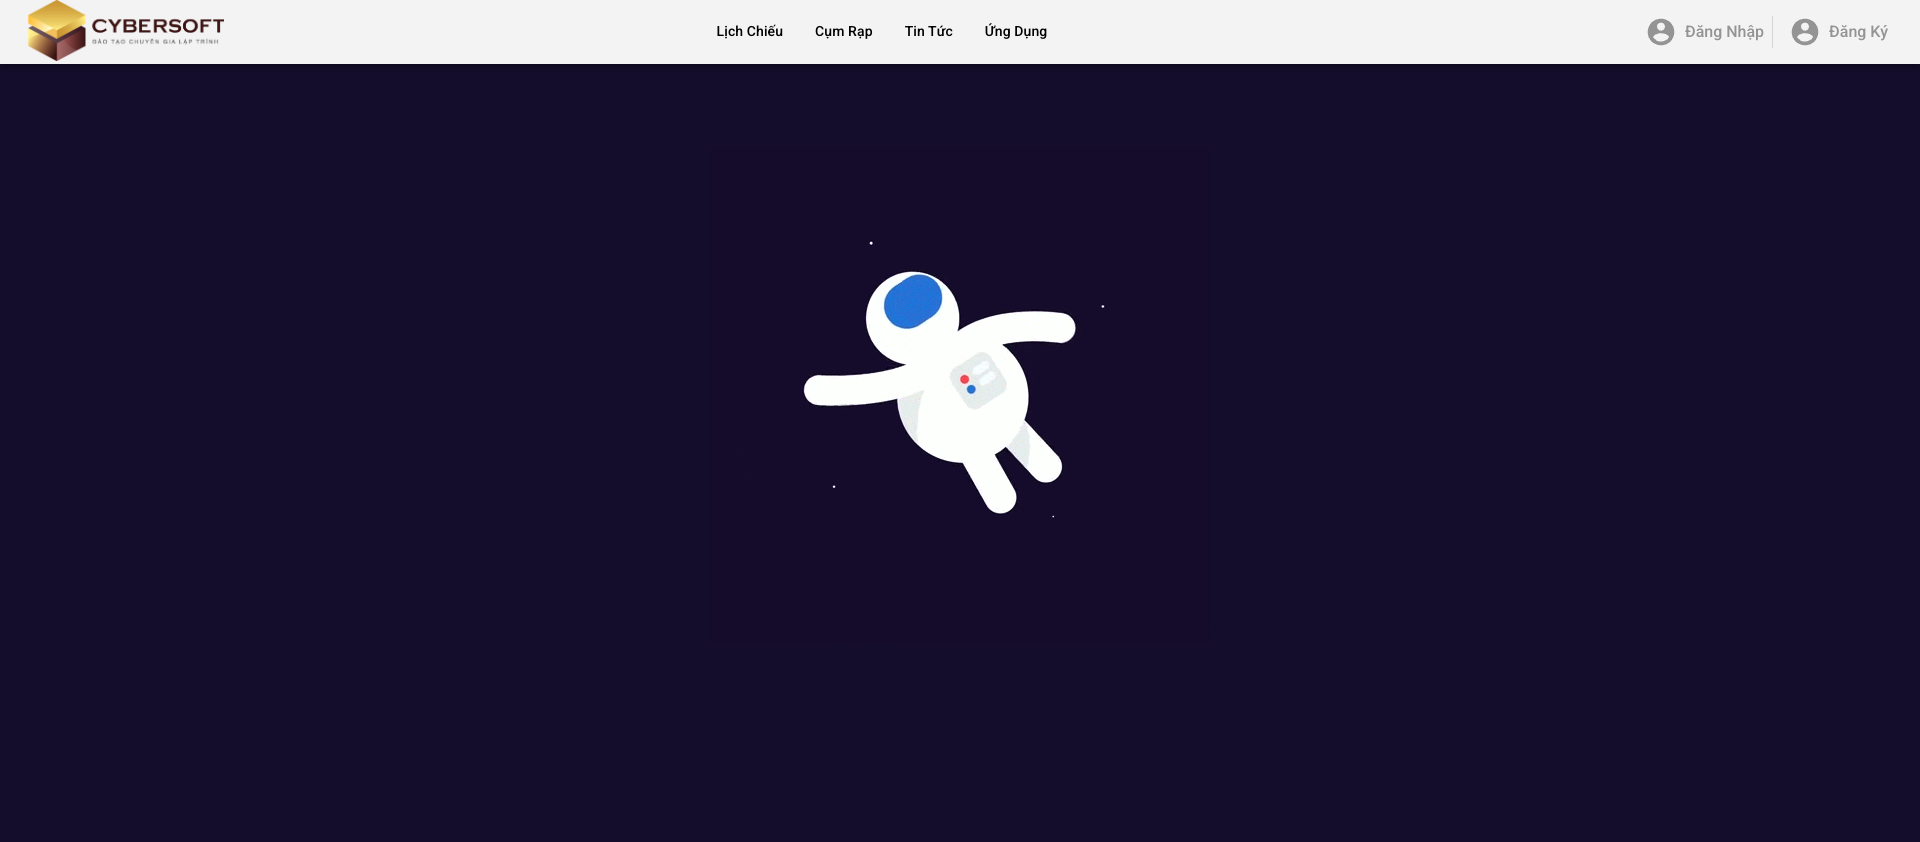 CYBERSOFT
ĐÀO TẠO CHUYÊN GIA LẬP TRÌNH
Lịch Chiếu
Cụm Rạp
Tin Tức
Ứng Dụng
Đăng Nhập
Đăng Ký